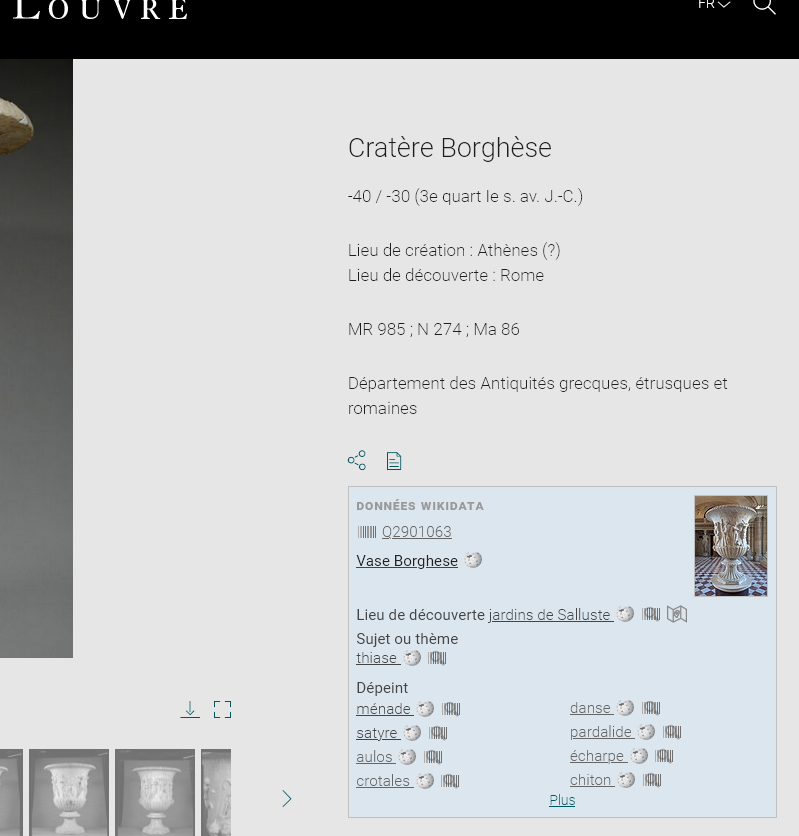 LOUVRE
FR
Cratère Borghèse
-40 / -30 (3e quart Ie s. av. J.-C.)
Lieu de création : Athènes (?)
Lieu de découverte : Rome
MR 985 ; N 274 ; Ma 86
Département des Antiquités grecques, étrusques et
romaines
DONNÉES WIKIDATA
Q2901063
Vase Borghese
Lieu de découverte jardins de Salluste
Sujet ou thème
thiase
Dépeint
ménade
satyre
aulos
crotales
danse
pardalide
écharpe
chiton
Plus